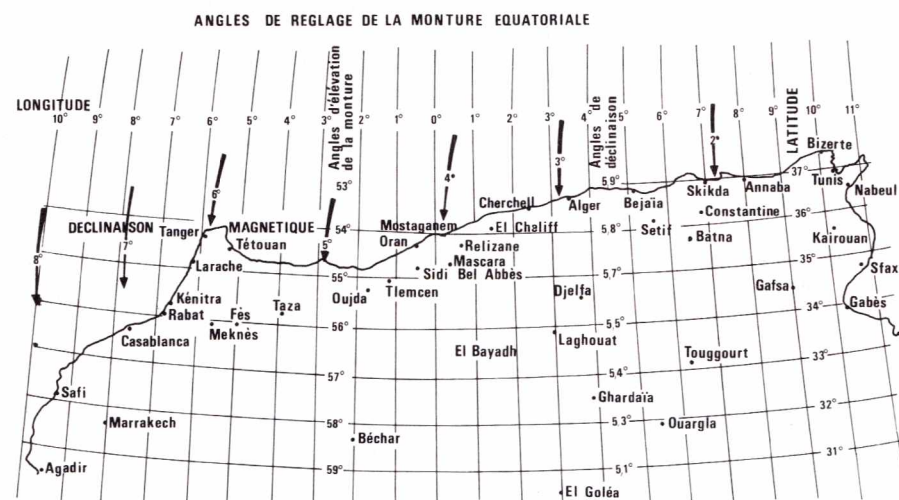 ANGLES DE REGLAGE DE LA MONTURE EQUATORIALE
LONGITUDE
10° 9° 8° 7° 6° 5° 4° 3° 2° 1° 0° 1° 2° 3° 4° 5° 6° 7° 8° 9° 10° 11°
Angles d'élévation
de la monture
Angles de
déclinaison
LATITUDE
DECLINAISON MAGNETIQUE
8° 7° 6° 5° 4° 3° 2°
53°
54°
55°
56°
57°
58°
59°
5,9°
5,8°
5,7°
5,5°
5,4°
5,3°
5,1°
37°
36°
35°
34°
33°
32°
31°
Bizerte
Tunis
Nabeul
Annaba
Skikda
Bejaïa
Alger
Cherchell
Constantine
Setif
El Chaliff
Mostaganem
Oran
Relizane
Batna
Kairouan
Tanger
Tétouan
Mascara
Sidi Bel Abbès
Sfax
Larache
Tlemcen
Oujda
Djelfa
Gafsa
Gabès
Kénitra
Rabat
Fès
Taza
Meknès
Casablanca
Laghouat
El Bayadh
Touggourt
Safi
Ghardaïa
Marrakech
Ouargla
Béchar
Agadir
El Goléa